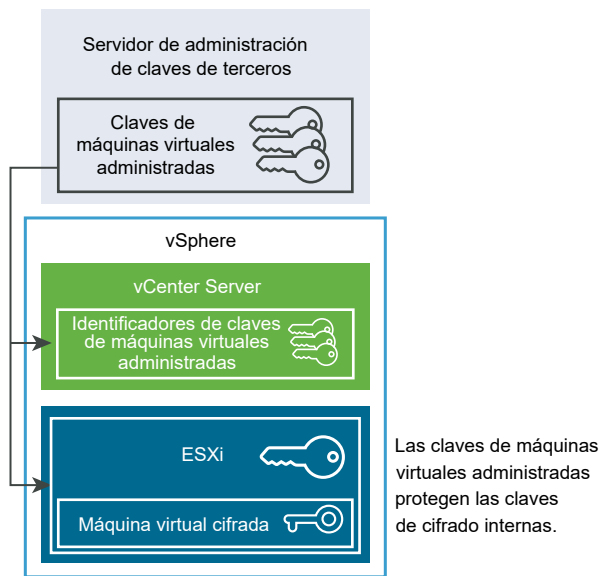 Servidor de administración
de claves de terceros
Claves de
máquinas virtuales
administradas
vSphere
vCenter Server
Identificadores de claves
de máquinas virtuales
administradas
ESXi
Máquina virtual cifrada
Las claves de máquinas
virtuales administradas
protegen las claves
de cifrado internas.